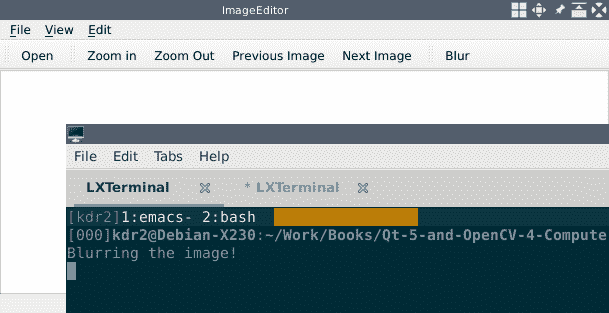 ImageEditor
File View Edit
Open Zoom in Zoom Out Previous Image Next Image Blur
File Edit Tabs Help
LXTerminal * LXTerminal
[kdr2]1:emacs- 2:bash
[000]kdr2@Debian-X230:~/Work/Books/Qt-5-and-OpenCV-4-Compute
Blurring the image!